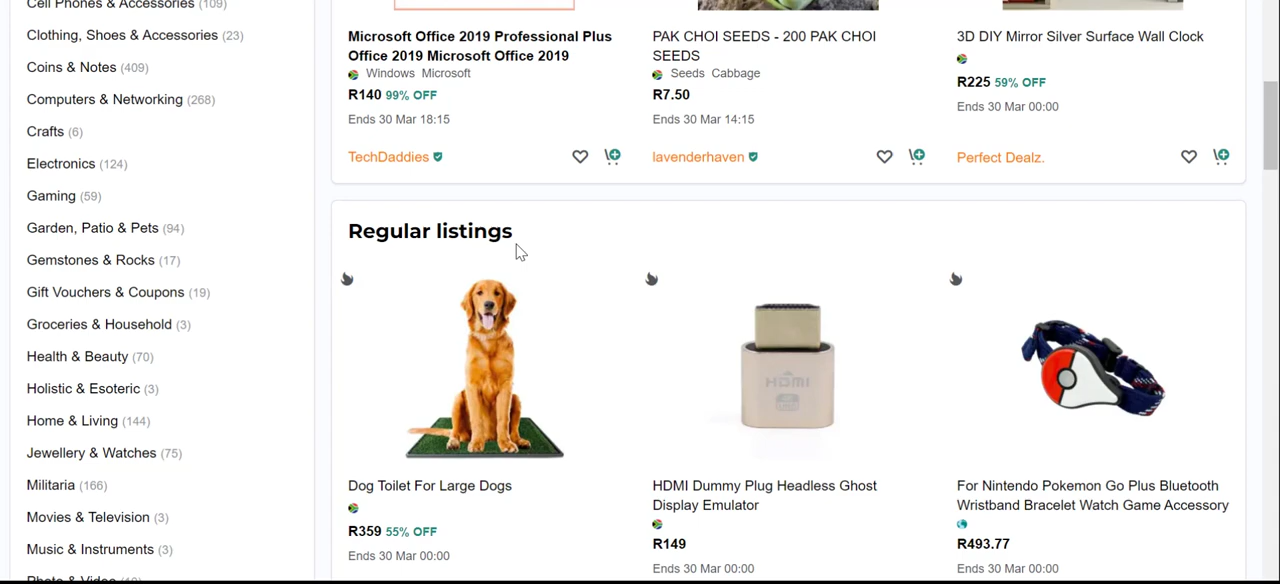 Cell Phones & Accessories (109)
Clothing, Shoes & Accessories (23)
Coins & Notes (409)
Computers & Networking (268)
Crafts (6)
Electronics (124)
Gaming (59)
Garden, Patio & Pets (94)
Gemstones & Rocks (17)
Gift Vouchers & Coupons (19)
Groceries & Household (3)
Health & Beauty (70)
Holistic & Esoteric (3)
Home & Living (144)
Jewellery & Watches (75)
Militaria (166)
Movies & Television (3)
Music & Instruments (3)
Photo & Video
Microsoft Office 2019 Professional Plus
Office 2019 Microsoft Office 2019
Windows Microsoft
R140 99% OFF
Ends 30 Mar 18:15
TechDaddies
PAK CHOI SEEDS - 200 PAK CHOI
SEEDS
Seeds Cabbage
R7.50
Ends 30 Mar 14:15
lavenderhaven
3D DIY Mirror Silver Surface Wall Clock
R225 59% OFF
Ends 30 Mar 00:00
Perfect Dealz.
Regular listings
Dog Toilet For Large Dogs
R359 55% OFF
Ends 30 Mar 00:00
HDMI
HDMI Dummy Plug Headless Ghost
Display Emulator
R149
Ends 30 Mar 00:00
For Nintendo Pokemon Go Plus Bluetooth
Wristband Bracelet Watch Game Accessory
R493.77
Ends 30 Mar 00:00